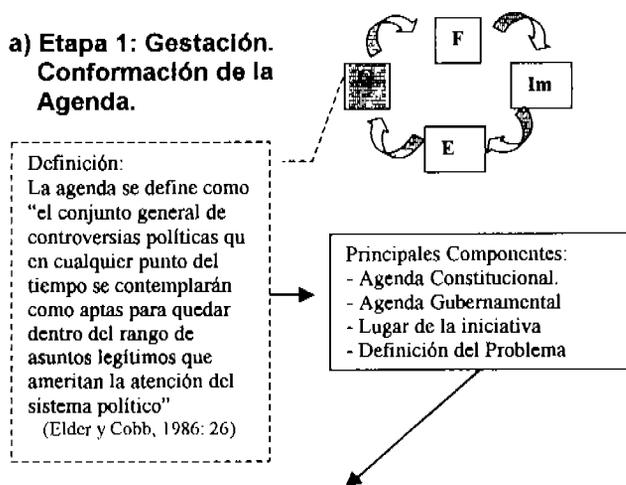 a) Etapa 1: Gestación.
Conformación de la
Agenda.
F
Im
E
Definición:
La agenda se define como
“el conjunto general de
controversias políticas qu
en cualquier punto del
tiempo se contemplarán
como aptas para quedar
dentro del rango de
asuntos legítimos que
ameritan la atención del
sistema político”
(Elder y Cobb, 1986: 26)
Principales Componentes:
- Agenda Constitucional.
- Agenda Gubernamental
- Lugar de la iniciativa
- Definición del Problema